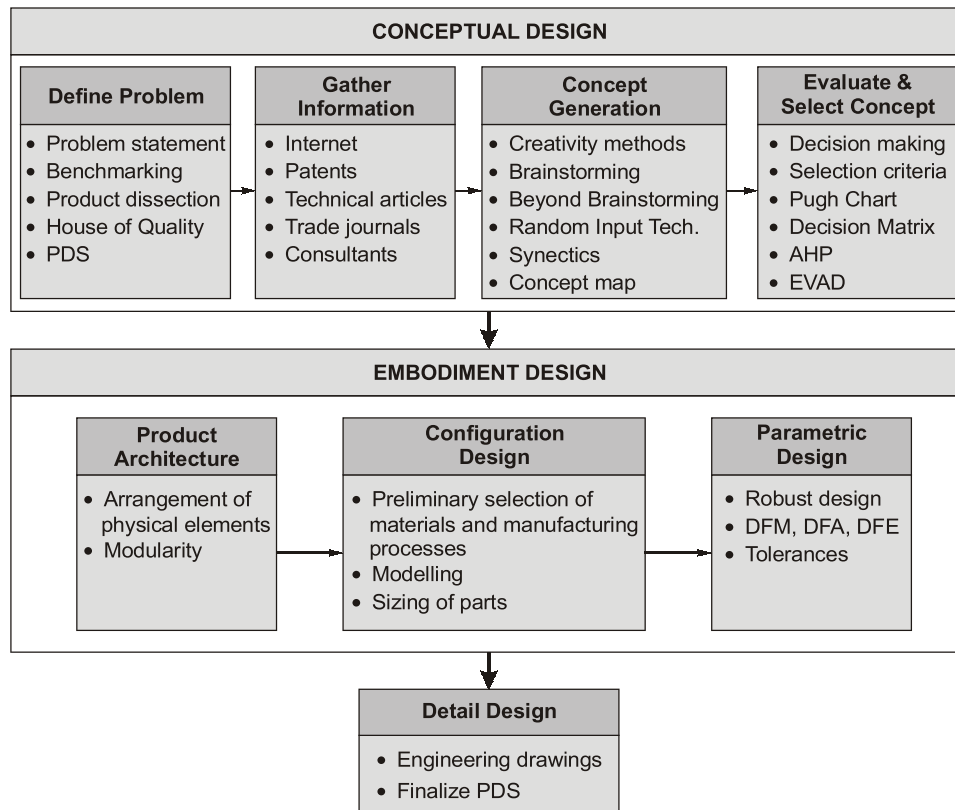 CONCEPTUAL DESIGN
Define Problem
• Problem statement
• Benchmarking
• Product dissection
• House of Quality
• PDS
Gather
Information
• Internet
• Patents
• Technical articles
• Trade journals
• Consultants
Concept
Generation
• Creativity methods
• Brainstorming
• Beyond Brainstorming
• Random Input Tech.
• Synectics
• Concept map
Evaluate &
Select Concept
• Decision making
• Selection criteria
• Pugh Chart
• Decision Matrix
• AHP
• EVAD
EMBODIMENT DESIGN
Product
Architecture
• Arrangement of
physical elements
• Modularity
Configuration
Design
• Preliminary selection of
materials and manufacturing
processes
• Modelling
• Sizing of parts
Parametric
Design
• Robust design
• DFM, DFA, DFE
• Tolerances
Detail Design
• Engineering drawings
• Finalize PDS